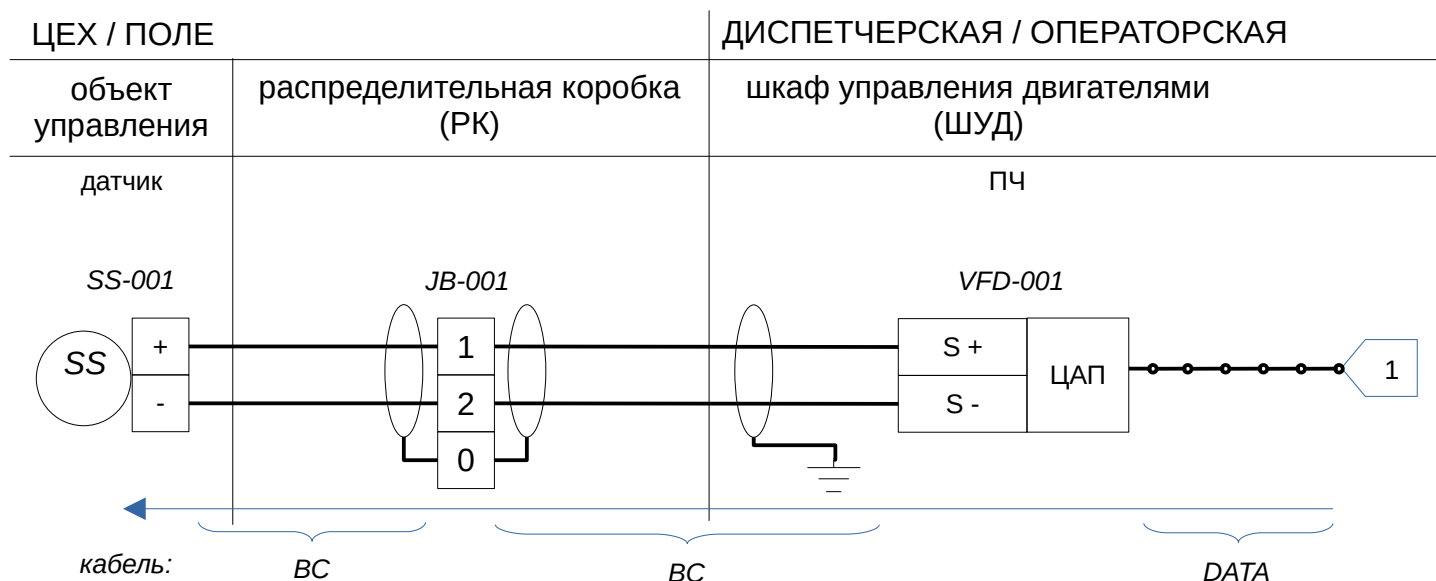 ЦЕХ / ПОЛЕ
ДИСПЕТЧЕРСКАЯ / ОПЕРАТОРСКАЯ
объект
управления
распределительная коробка
(РК)
шкаф управления двигателями
(ШУД)
датчик
ПЧ
SS-001
JB-001
VFD-001
SS
+
-
1
2
0
S +
S -
ЦАП
1
кабель:
BC
BC
DATA